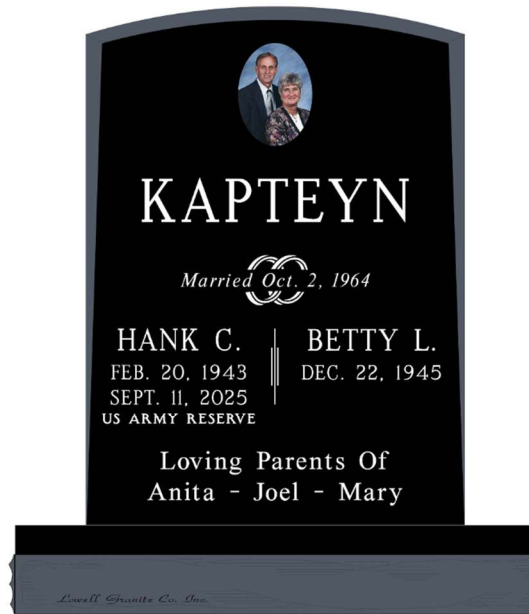 KAPTEYN
Married Oct. 2, 1964
HANK C.
FEB. 20, 1943
SEPT. 11, 2025
US ARMY RESERVE
BETTY L.
DEC. 22, 1945
Loving Parents Of
Anita - Joel - Mary
Lowell Granite Co. Inc.